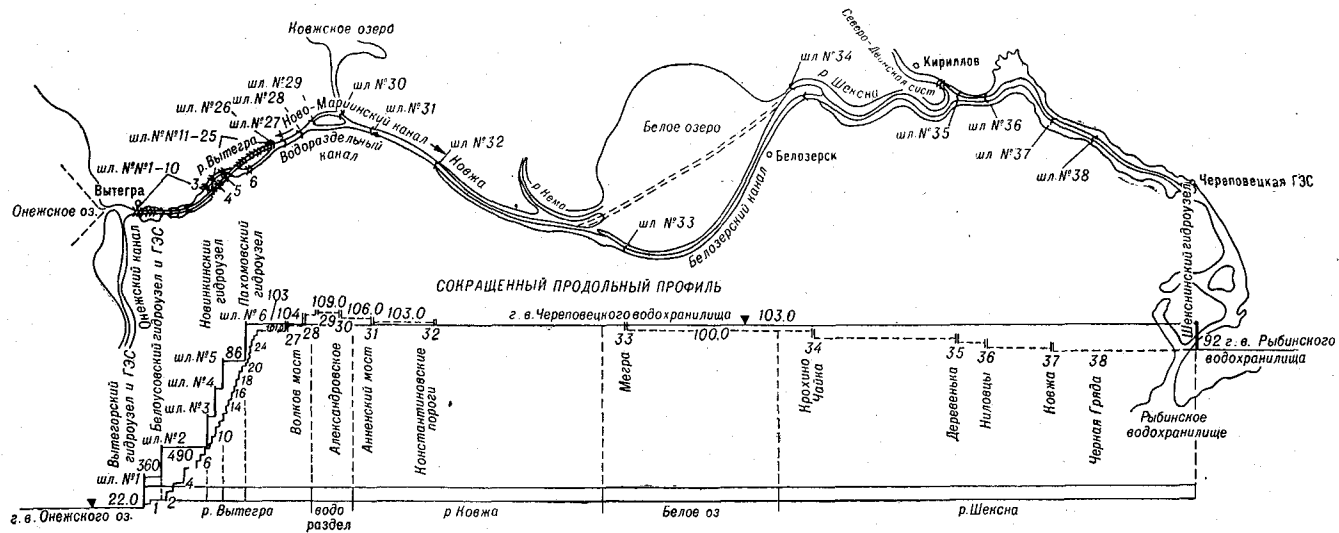 Ковжское озеро
шл. №29
шл. №28
шл. №26
шл. №27
шл №30
шл. №31
Ново-Мариинский канал
шл.№№11-25
р. Вытегра
Водораздельный
канал
шл. №№1-10
3
4
5
6
Вытегра
Онежское оз.
шл №32
Ковжа
р Кема
шл №33
Белое озеро
Белозерск
Белозерский канал
шл №34
р. Шексна
Северо-Двинская сист
Кириллов
шл.№35
шл №36
шл №37
шл.№38
Череповецкая ГЭС
Шекснинский гидроузел
Рыбинское
водохранилище
Онежский канал
Вытегорский
гидроузел и ГЭС
Белоусовский гидроузел и ГЭС
Новинкинский
гидроузел
Пахомовский
гидроузел
СОКРАЩЕННЫЙ ПРОДОЛЬНЫЙ ПРОФИЛЬ
103
104
109.0
106.0
103.0
г. в. Череповецкого водохранилища
103.0
100.0
92 г. в. Рыбинского
водохранилища
шл. №6
шл. №5
86
шл. №4
шл. №3
шл. №2
490
360
шл. №1
22.0
г. в. Онежского оз.
1
2
4
6
10
14
16
18
20
24
27
28
29
30
31
32
33
34
35
36
37
38
Волков мост
Александровское
Анненский мост
Константиновские
пороги
Мегра
Крохино
Чайка
Деревенька
Ниловцы
Ковжа
Черная Гряда
р. Вытегра
водо
раздел
р Ковжа
Белое оз
р.Шексна